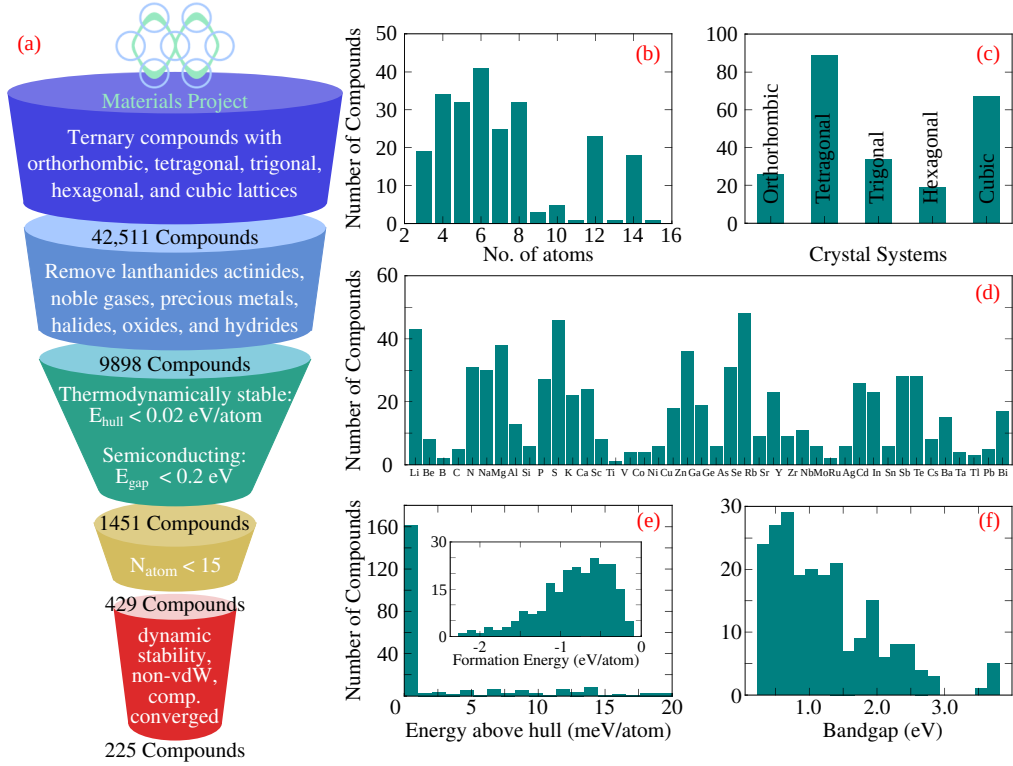 (a)
Materials Project
Ternary compounds with
orthorhombic, tetragonal, trigonal,
hexagonal, and cubic lattices
42,511 Compounds
Remove lanthanides actinides,
noble gases, precious metals,
halides, oxides, and hydrides
9898 Compounds
Thermodynamically stable:
E_hull < 0.02 eV/atom
Semiconducting:
E_gap < 0.2 eV
1451 Compounds
N_atom < 15
429 Compounds
dynamic
stability,
non-vdW,
comp.
converged
225 Compounds
(b)
Number of Compounds
50
40
30
20
10
0
2 4 6 8 10 12 14 16
No. of atoms
(c)
100
80
60
40
20
0
Orthorhombic
Tetragonal
Trigonal
Hexagonal
Cubic
Crystal Systems
(d)
Number of Compounds
60
40
20
0
Li Be B C N Na Mg Al Si P S K Ca Sc Ti V Co Ni Cu Zn Ga Ge As Se Rb Sr Y Zr Nb Mo Ru Ag Cd In Sn Sb Te Cs Ba Ta Tl Pb Bi
(e)
Number of Compounds
160
120
80
40
0
0 5 10 15 20
Energy above hull (meV/atom)
30
15
0
-2 -1 0
Formation Energy (eV/atom)
(f)
30
20
10
0
1.0 2.0 3.0
Bandgap (eV)